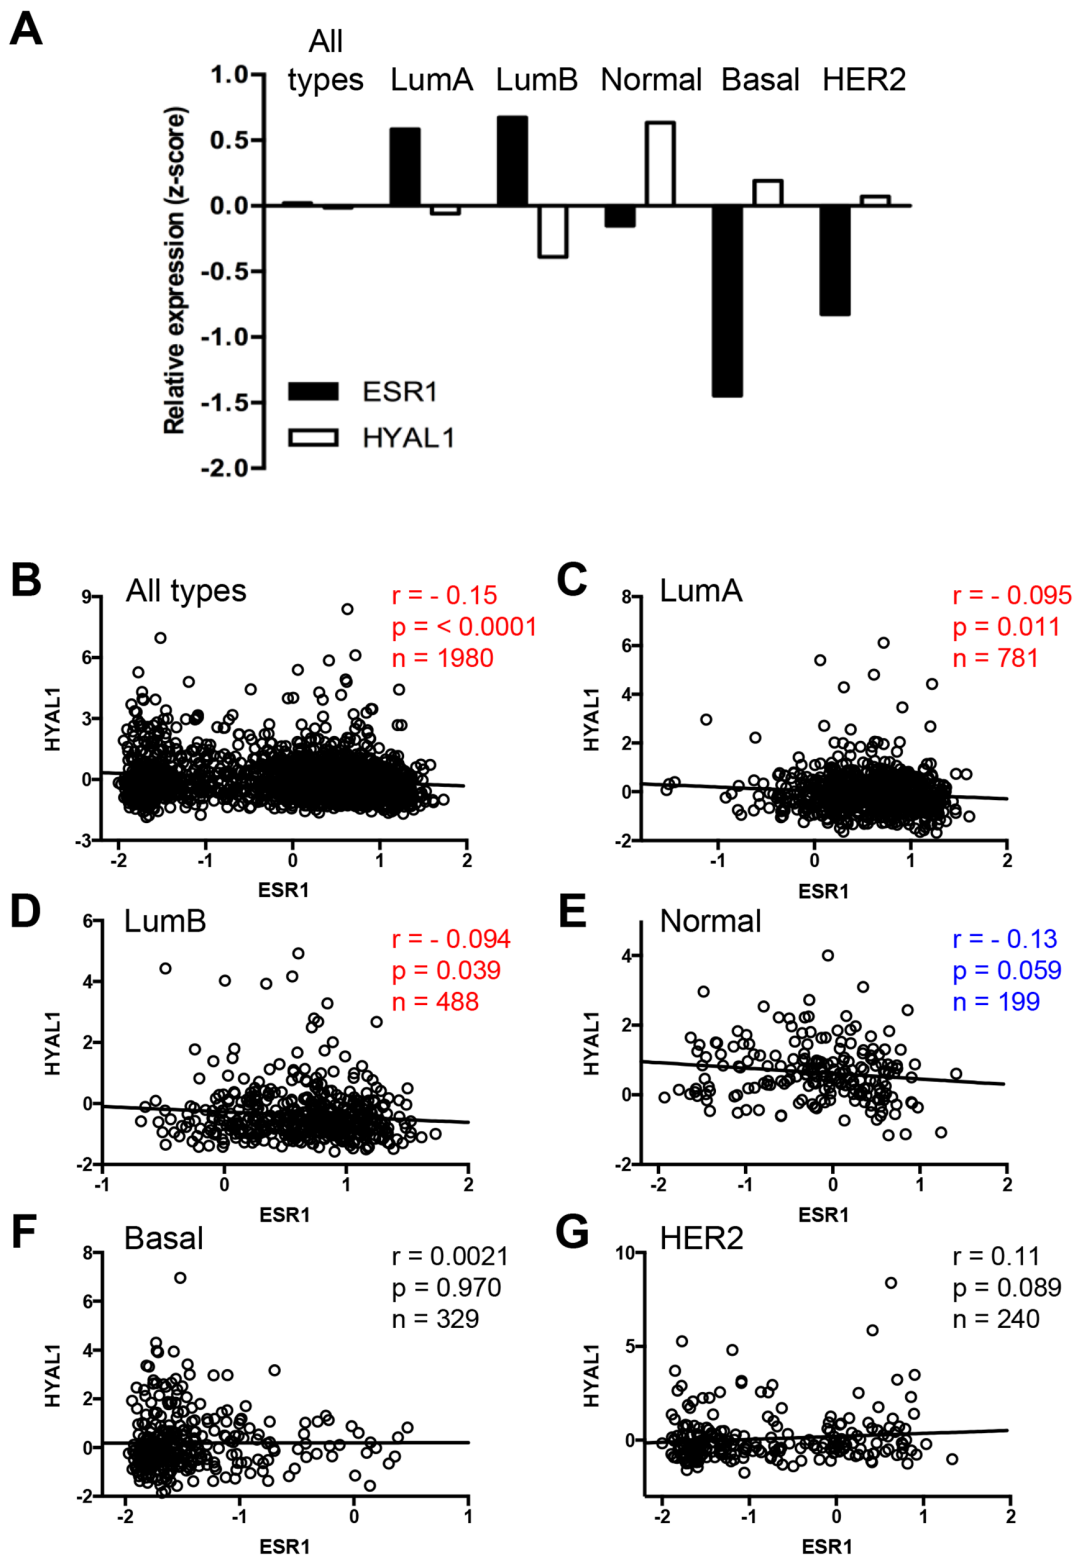 A
All
types LumA LumB Normal Basal HER2
Relative expression (z-score)
1.0
0.5
0.0
-0.5
-1.0
-1.5
-2.0
ESR1
HYAL1
B
All types
r = - 0.15
p = < 0.0001
n = 1980
HYAL1
9
6
3
0
-3
-2 -1 0 1 2
ESR1
C
LumA
r = - 0.095
p = 0.011
n = 781
HYAL1
8
6
4
2
0
-2
-1 0 1 2
ESR1
D
LumB
r = - 0.094
p = 0.039
n = 488
HYAL1
6
4
2
0
-2
-1 0 1 2
ESR1
E
Normal
r = - 0.13
p = 0.059
n = 199
HYAL1
4
2
0
-2
-2 -1 0 1 2
ESR1
F
Basal
r = 0.0021
p = 0.970
n = 329
HYAL1
8
6
4
2
0
-2
-2 -1 0 1
ESR1
G
HER2
r = 0.11
p = 0.089
n = 240
HYAL1
10
5
0
-2 -1 0 1 2
ESR1